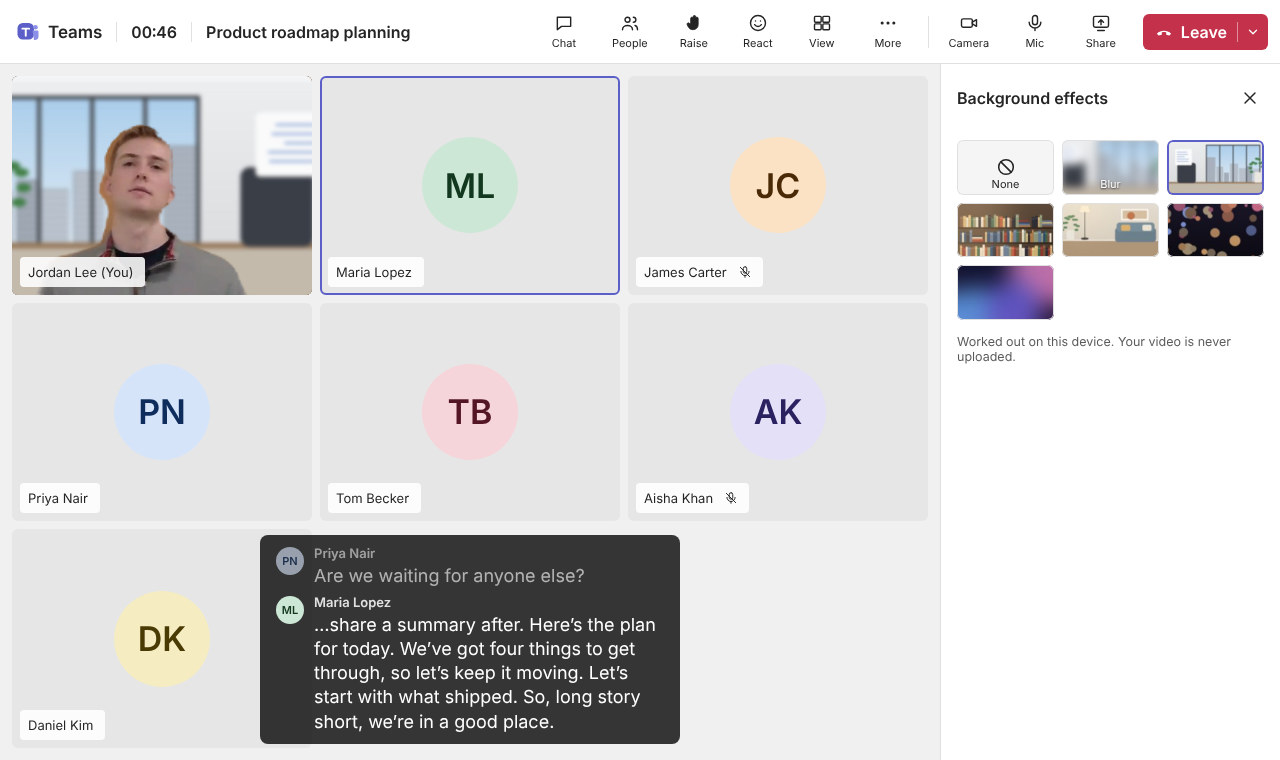 Teams
00:46
Product roadmap planning
Chat
People
Raise
React
View
More
Camera
Mic
Share
Leave
Jordan Lee (You)
ML
Maria Lopez
JC
James Carter
PN
Priya Nair
TB
Tom Becker
AK
Aisha Khan
DK
Daniel Kim
PN
Priya Nair
Are we waiting for anyone else?
ML
Maria Lopez
...share a summary after. Here’s the plan
for today. We’ve got four things to get
through, so let’s keep it moving. Let’s
start with what shipped. So, long story
short, we’re in a good place.
Background effects
None
Blur
Worked out on this device. Your video is never
uploaded.